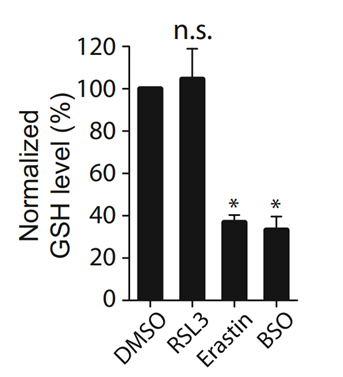 n.s.
120
100
80
60
40
20
0
Normalized
GSH level (%)
*
*
DMSO
RSL3
Erastin
BSO